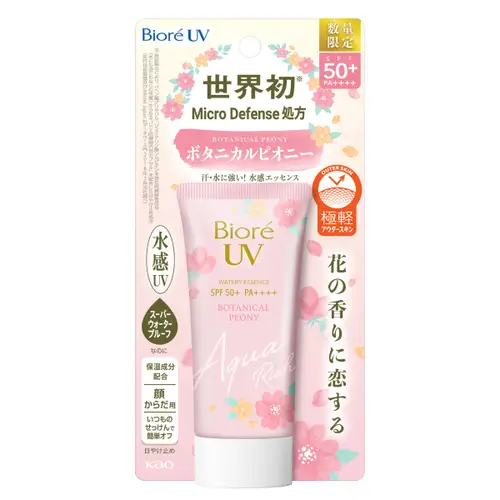 Bioré UV
数量
限定
SPF
50+
PA++++
世界初※
Micro Defense 処方
BOTANICAL PEONY
ボタニカルピオニー
汗・水に強い! 水感エッセンス
OUTER SKIN
極軽
アウタースキン
水感UV
スーパー
ウォーター
プルーフ
なのに
保湿成分
配合
顔
からだ用
いつもの
せっけんで
簡単オフ
日やけ止め
Kao
Bioré
UV
WATERY ESSENCE
SPF 50+ PA++++
BOTANICAL
PEONY
Aqua
Rich
花の香りに恋する